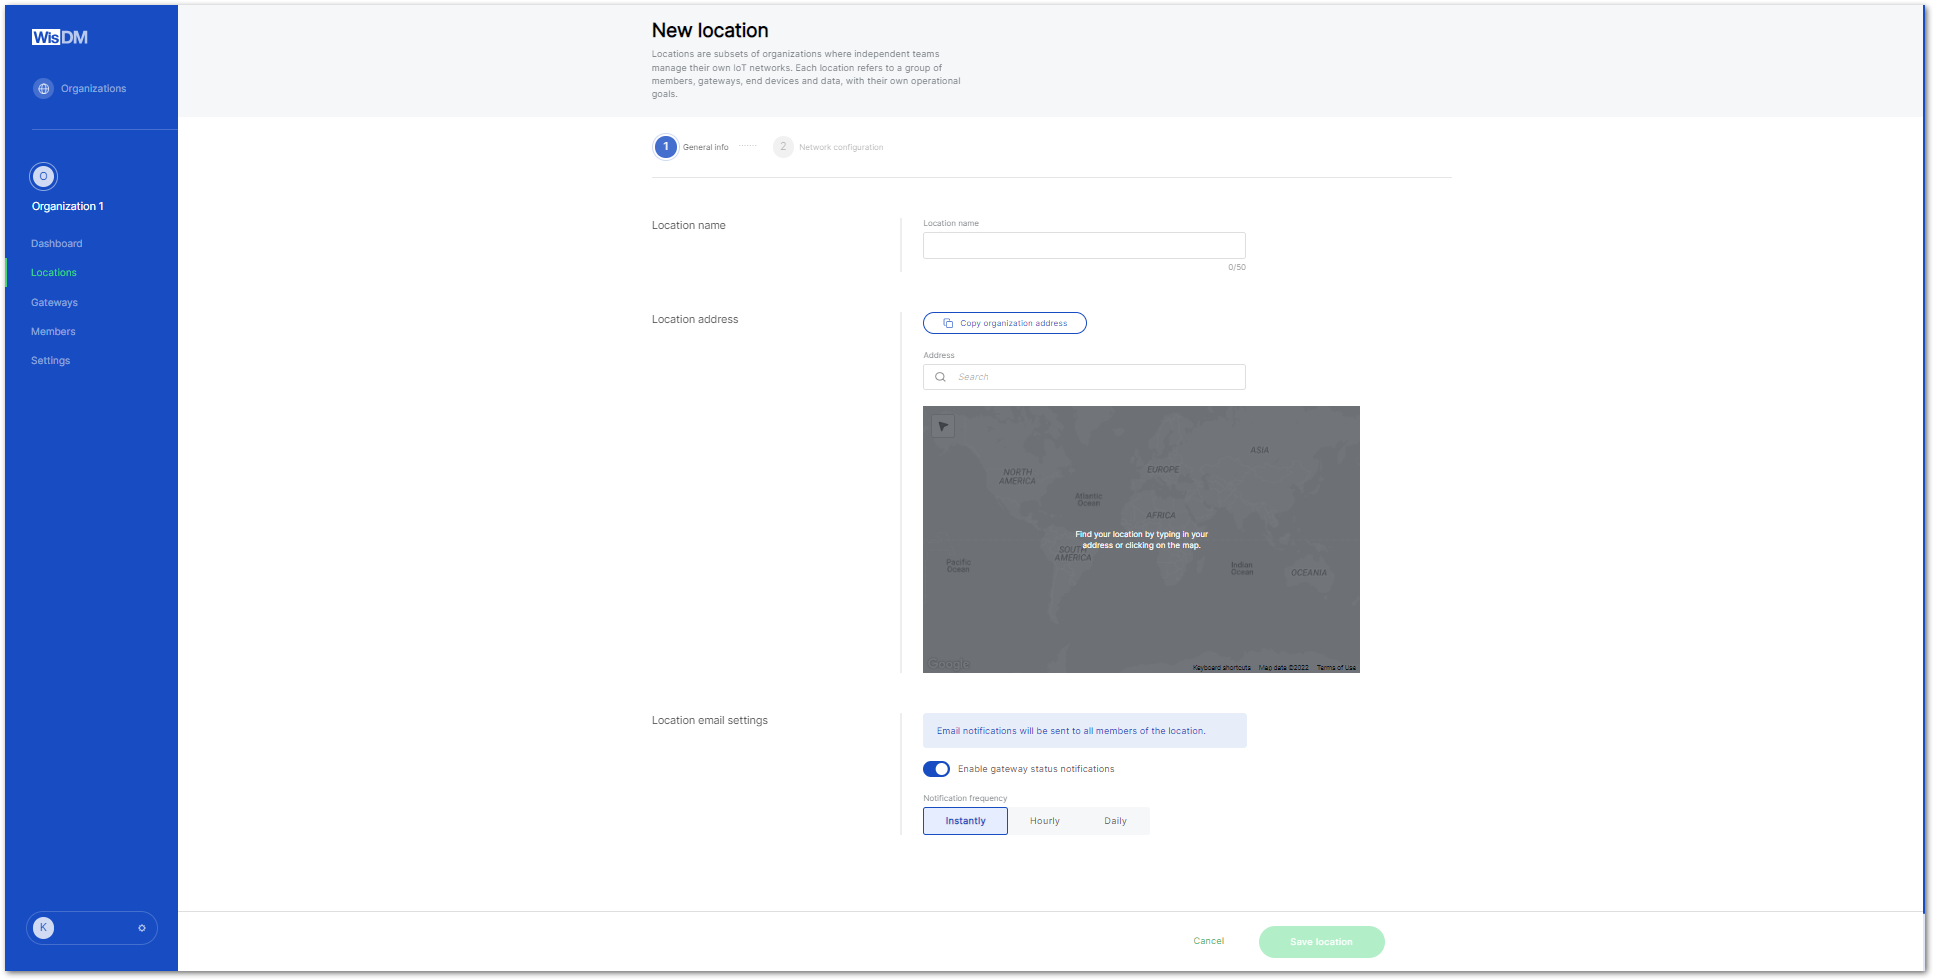 WisDM
Organizations
O
Organization 1
Dashboard
Locations
Gateways
Members
Settings
K
New location
Locations are subsets of organizations where independent teams
manage their own IoT networks. Each location refers to a group of
members, gateways, end devices and data, with their own operational
goals.
1 General info ...... 2 Network configuration
Location name
Location name
0/50
Location address
Copy organization address
Address
Search
ASIA
NORTH
AMERICA
EUROPE
Atlantic
Ocean
AFRICA
Find your location by typing in your
address or clicking on the map.
SOUTH
AMERICA
Pacific
Ocean
Indian
Ocean
OCEANIA
Google
Keyboard shortcuts Map data ©2022 Terms of Use
Location email settings
Email notifications will be sent to all members of the location.
Enable gateway status notifications
Notification frequency
Instantly Hourly Daily
Cancel Save location